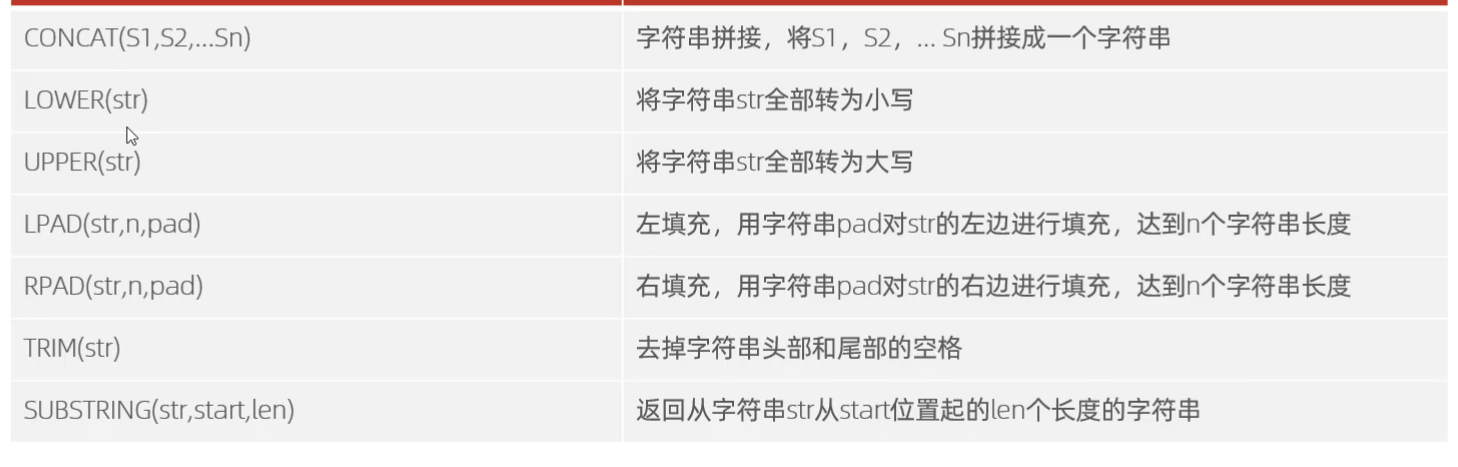 CONCAT(S1,S2,...Sn) 字符串拼接，将S1，S2，... Sn拼接成一个字符串
LOWER(str) 将字符串str全部转为小写
UPPER(str) 将字符串str全部转为大写
LPAD(str,n,pad) 左填充，用字符串pad对str的左边进行填充，达到n个字符串长度
RPAD(str,n,pad) 右填充，用字符串pad对str的右边进行填充，达到n个字符串长度
TRIM(str) 去掉字符串头部和尾部的空格
SUBSTRING(str,start,len) 返回从字符串str从start位置起的len个长度的字符串